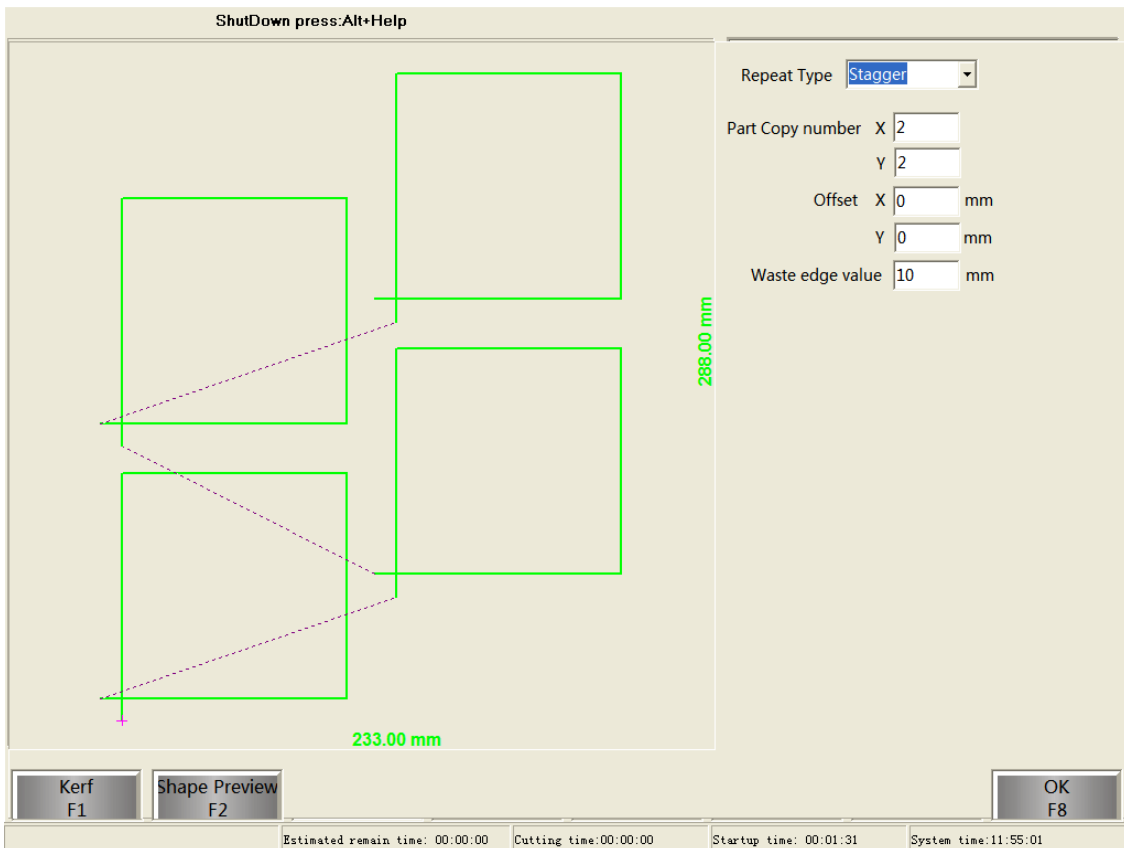 ShutDown press:Alt+Help
Repeat Type Stagger
Part Copy number X 2
Y 2
Offset X 0 mm
Y 0 mm
Waste edge value 10 mm
288.00 mm
233.00 mm
Kerf
F1
Shape Preview
F2
OK
F8
Estimated remain time: 00:00:00 Cutting time:00:00:00 Startup time: 00:01:31 System time:11:55:01